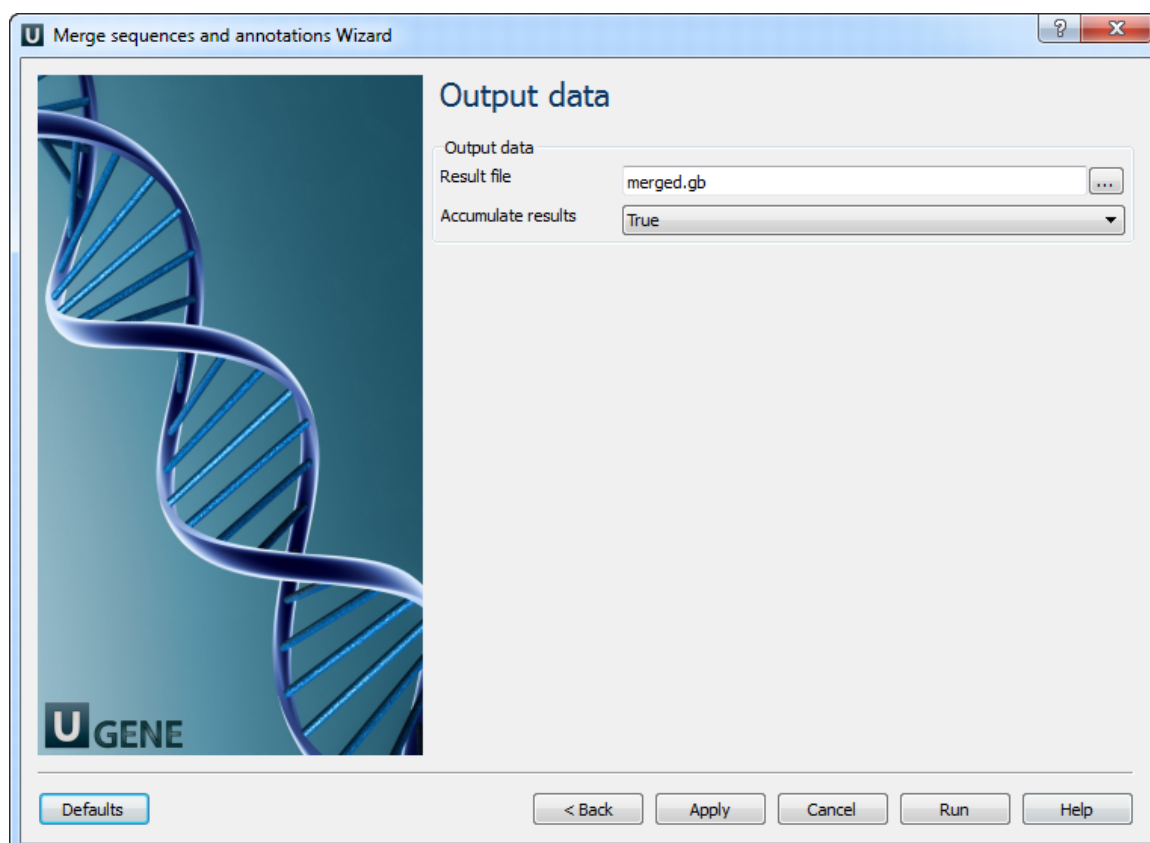 U Merge sequences and annotations Wizard
?
X
Output data
Output data
Result file
merged.gb
...
Accumulate results
True
U GENE
Defaults
< Back
Apply
Cancel
Run
Help